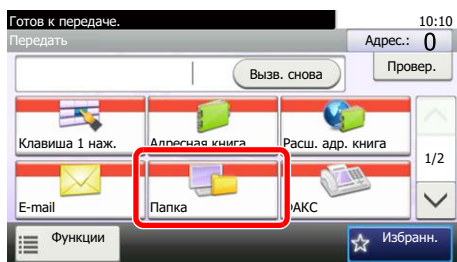 Готов к передаче. 10:10
Передать Адрес.: 0
Вызв. снова Провер.
Клавиша 1 наж. Адресная книга Расш. адр. книга
1/2
E-mail Папка ФАКС
Функции Избранн.